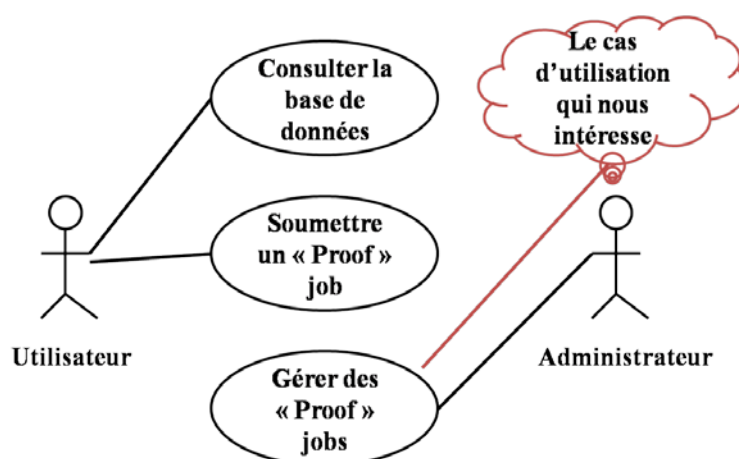 Consulter la
base de
données
Le cas
d’utilisation
qui nous
intéresse
Soumettre
un « Proof »
job
Utilisateur
Administrateur
Gérer des
« Proof »
jobs